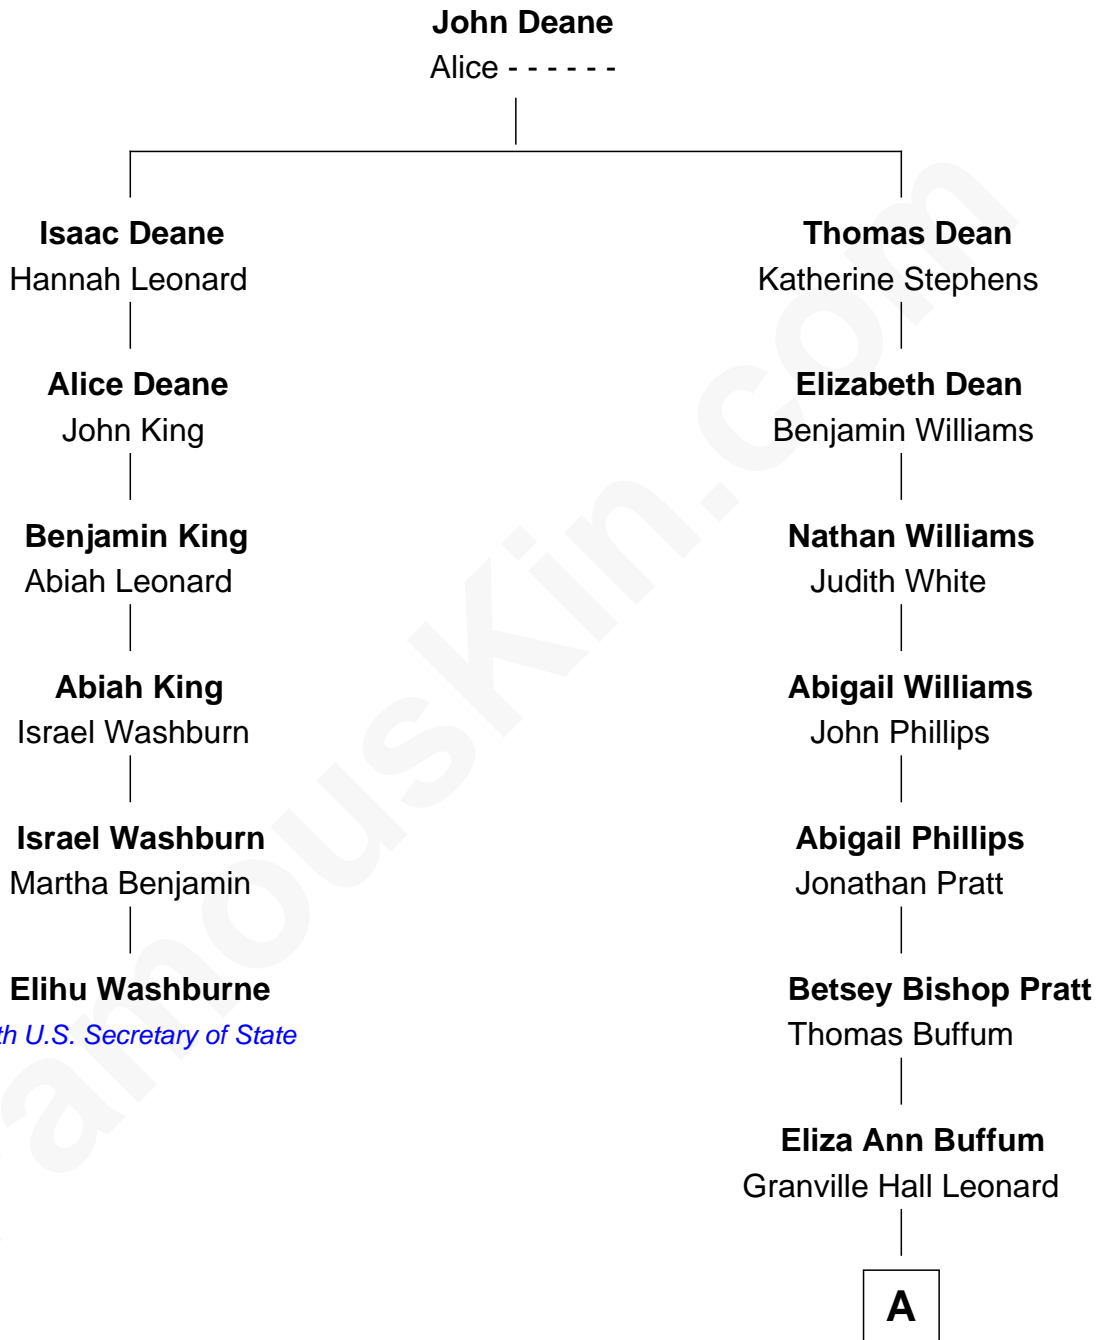 John Deane
Alice - - - - - -
Isaac Deane
Hannah Leonard
Thomas Dean
Katherine Stephens
Alice Deane
John King
Elizabeth Dean
Benjamin Williams
Benjamin King
Abiah Leonard
Nathan Williams
Judith White
Abiah King
Israel Washburn
Abigail Williams
John Phillips
Israel Washburn
Martha Benjamin
Abigail Phillips
Jonathan Pratt
Elihu Washburne
th U.S. Secretary of State
Betsey Bishop Pratt
Thomas Buffum
Eliza Ann Buffum
Granville Hall Leonard
A
amousKin.com